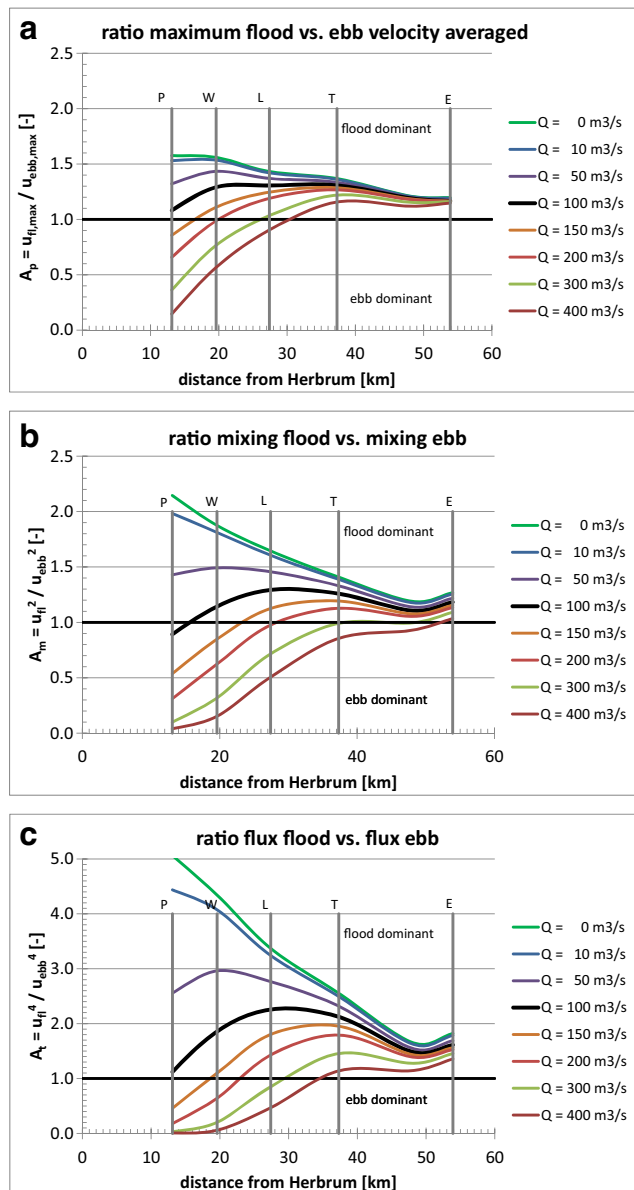 a
ratio maximum flood vs. ebb velocity averaged
2.5
2.0
1.5
1.0
0.5
0.0
A_p = u_fl,max / u_ebb,max [-]
P W L T E
flood dominant
ebb dominant
0 10 20 30 40 50 60
distance from Herbrum [km]
Q = 0 m3/s
Q = 10 m3/s
Q = 50 m3/s
Q = 100 m3/s
Q = 150 m3/s
Q = 200 m3/s
Q = 300 m3/s
Q = 400 m3/s
b
ratio mixing flood vs. mixing ebb
2.5
2.0
1.5
1.0
0.5
0.0
A_m = u_fl² / u_ebb² [-]
P W L T E
flood dominant
ebb dominant
0 10 20 30 40 50 60
distance from Herbrum [km]
Q = 0 m3/s
Q = 10 m3/s
Q = 50 m3/s
Q = 100 m3/s
Q = 150 m3/s
Q = 200 m3/s
Q = 300 m3/s
Q = 400 m3/s
c
ratio flux flood vs. flux ebb
5.0
4.0
3.0
2.0
1.0
0.0
A_t = u_fl⁴ / u_ebb⁴ [-]
P W L T E
flood dominant
ebb dominant
0 10 20 30 40 50 60
distance from Herbrum [km]
Q = 0 m3/s
Q = 10 m3/s
Q = 50 m3/s
Q = 100 m3/s
Q = 150 m3/s
Q = 200 m3/s
Q = 300 m3/s
Q = 400 m3/s